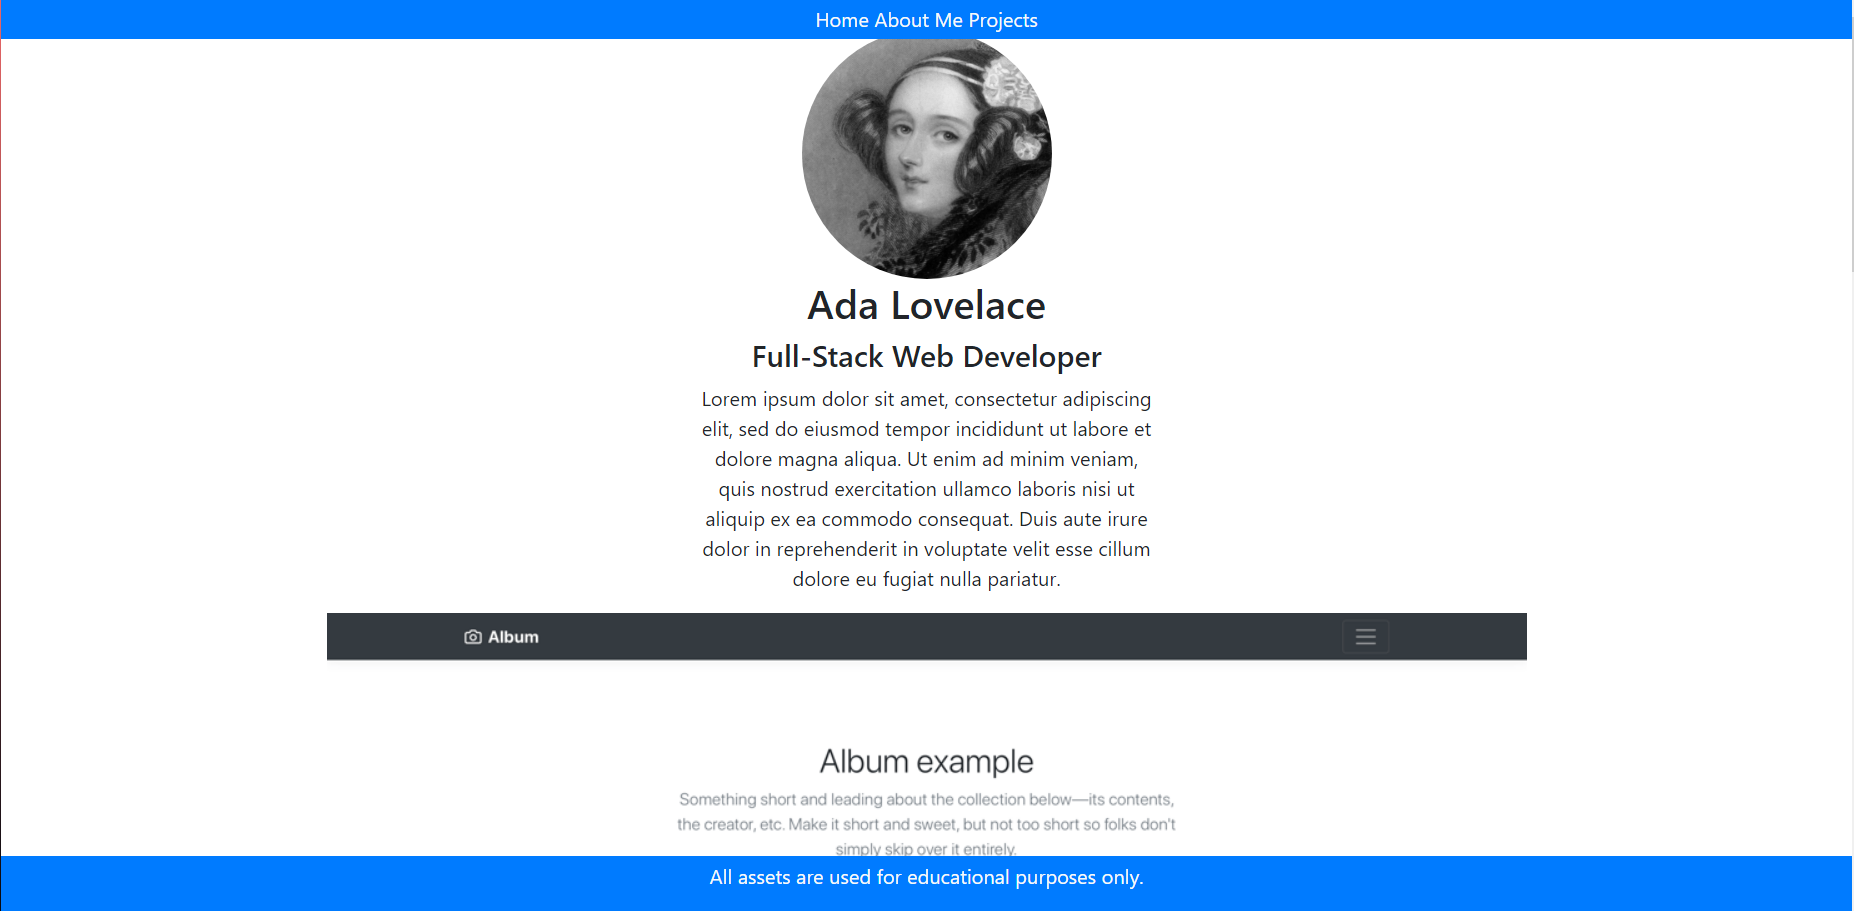 Home About Me Projects
Ada Lovelace
Full-Stack Web Developer
Lorem ipsum dolor sit amet, consectetur adipiscing
elit, sed do eiusmod tempor incididunt ut labore et
dolore magna aliqua. Ut enim ad minim veniam,
quis nostrud exercitation ullamco laboris nisi ut
aliquip ex ea commodo consequat. Duis aute irure
dolor in reprehenderit in voluptate velit esse cillum
dolore eu fugiat nulla pariatur.
Album
Album example
Something short and leading about the collection below—its contents,
the creator, etc. Make it short and sweet, but not too short so folks don't
simply skip over it entirely.
All assets are used for educational purposes only.